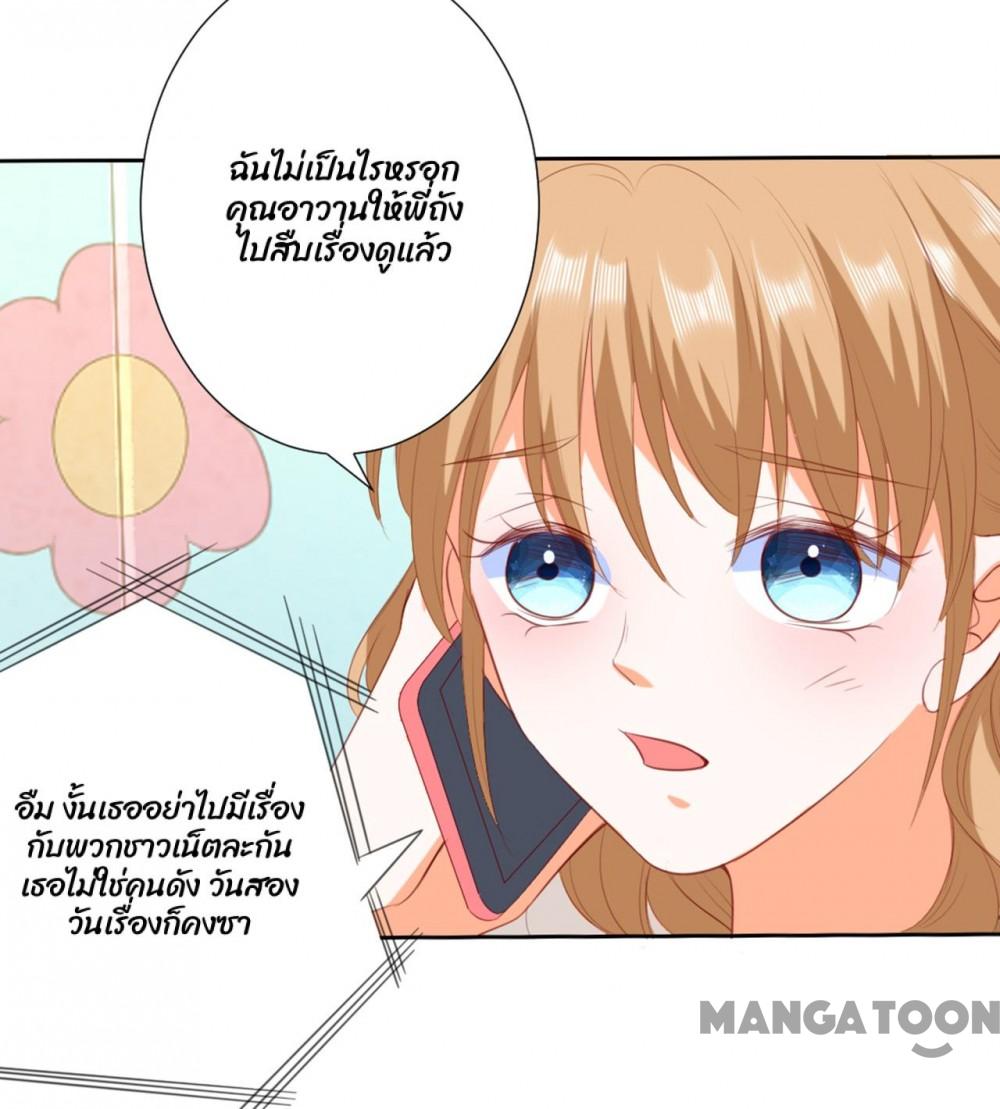 ฉันไม่เป็นไรหรอก
คุณอาวานให้พี่ถัง
ไปสืบเรื่องดูแล้ว
อืม งั้นเธออย่าไปมีเรื่อง
กับพวกชาวเน็ตละกัน
เธอไม่ใช่คนดัง วันสอง
วันเรื่องก็คงซา
MANGATOON